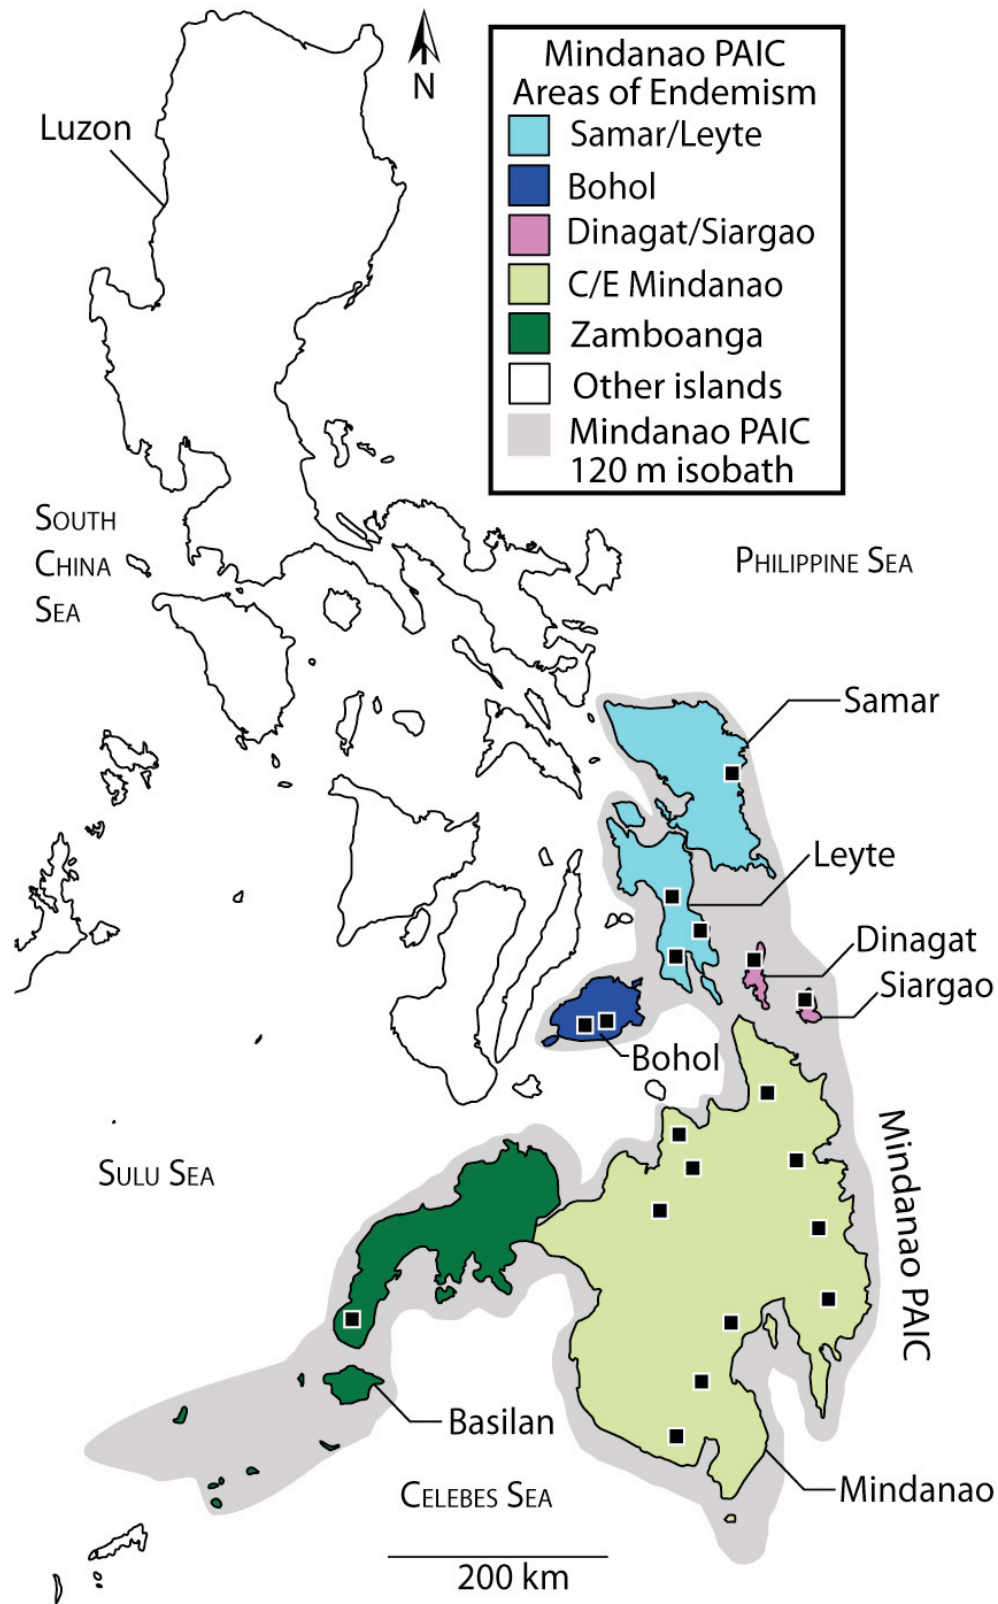 Luzon
N
Mindanao PAIC
Areas of Endemism
Samar/Leyte
Bohol
Dinagat/Siargao
C/E Mindanao
Zamboanga
Other islands
Mindanao PAIC
120 m isobath
SOUTH
CHINA
SEA
PHILIPPINE SEA
Samar
Leyte
Dinagat
Siargao
Bohol
Mindanao PAIC
SULU SEA
Basilan
CELEBES SEA
Mindanao
200 km